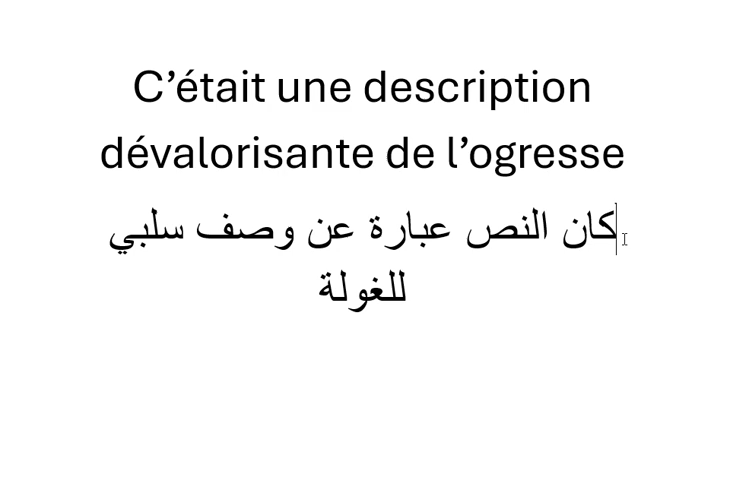 C’était une description
dévalorisante de l’ogresse
كان النص عبارة عن وصف سلبي
للغولة